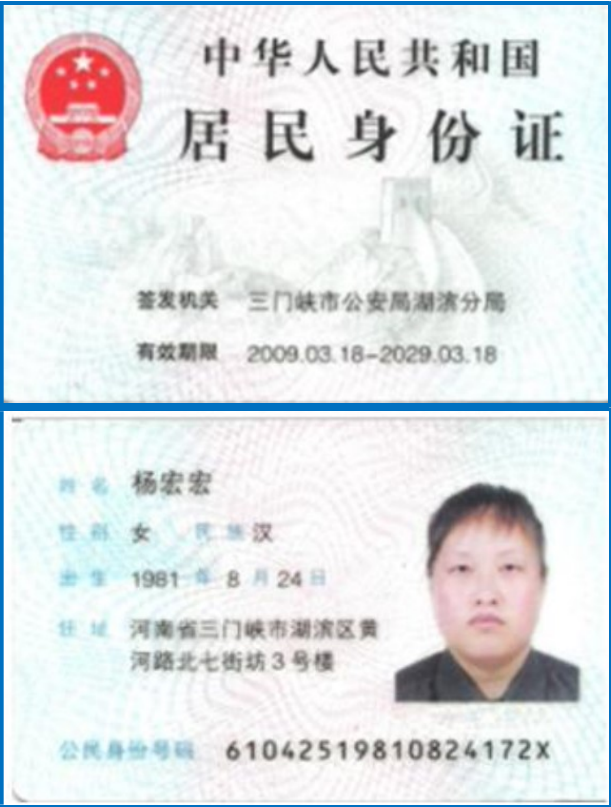 中华人民共和国
居民身份证
签发机关 三门峡市公安局湖滨分局
有效期限 2009.03.18-2029.03.18
姓名 杨宏宏
性别 女 民族 汉
出生 1981 年 8 月 24 日
住址 河南省三门峡市湖滨区黄
河路北七街坊3号楼
公民身份号码 61042519810824172X